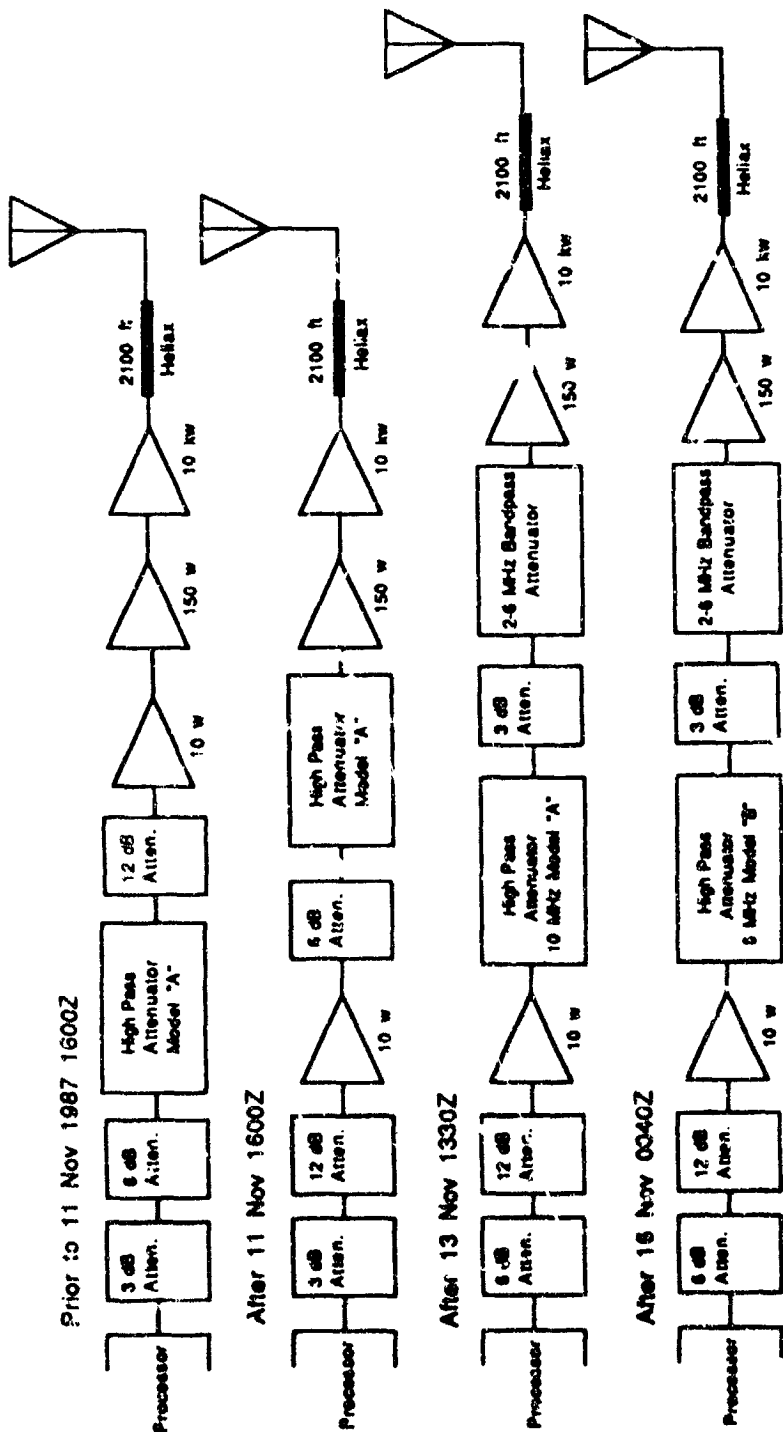 Prior to 11 Nov 1987 1600Z
Processor
3 dB
Atten.
6 dB
Atten.
High Pass
Attenuator
Model "A"
12 dB
Atten.
10 w
150 w
10 kw
2100 ft
Heliax
After 11 Nov 1600Z
Processor
3 dB
Atten.
12 dB
Atten.
10 w
6 dB
Atten.
High Pass
Attenuator
Model "A"
150 w
10 kw
2100 ft
Heliax
After 13 Nov 1330Z
Processor
6 dB
Atten.
12 dB
Atten.
10 w
High Pass
Attenuator
10 MHz Model "A"
3 dB
Atten.
2-6 MHz Bandpass
Attenuator
150 w
10 kw
2100 ft
Heliax
After 15 Nov 0040Z
Processor
6 dB
Atten.
12 dB
Atten.
10 w
High Pass
Attenuator
6 MHz Model "B"
3 dB
Atten.
2-6 MHz Bandpass
Attenuator
150 w
10 kw
2100 ft
Heliax